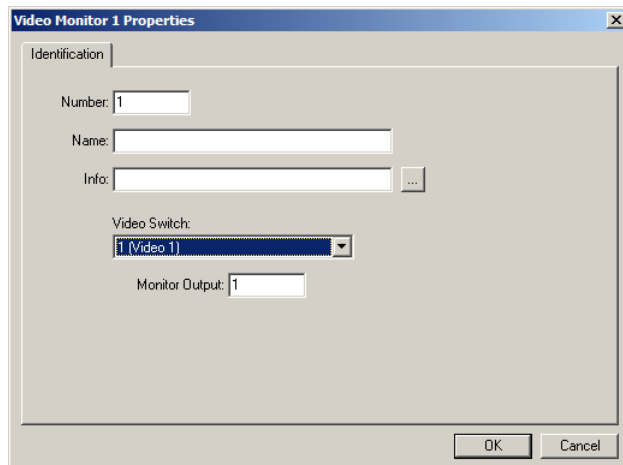 Video Monitor 1 Properties
Identification
Number: 1
Name:
Info:
...
Video Switch:
1 (Video 1)
Monitor Output: 1
OK
Cancel